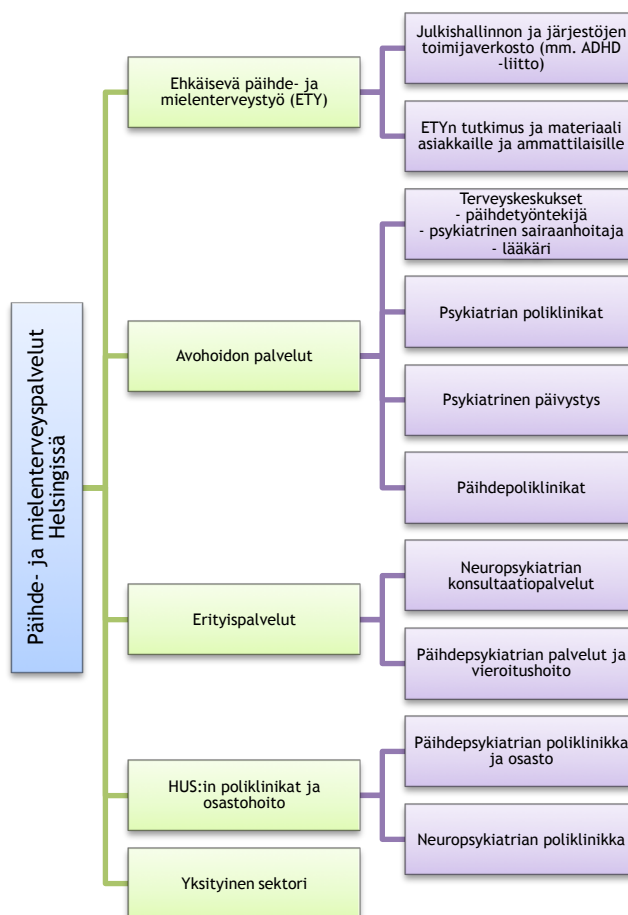 Päihde- ja mielenterveyspalvelut
Helsingissä
Ehkäisevä päihde- ja
mielenterveystyö (ETY)
Julkishallinnon ja järjestöjen
toimijaverkosto (mm. ADHD
-liitto)
ETYn tutkimus ja materiaali
asiakkaille ja ammattilaisille
Avohoidon palvelut
Terveyskeskukset
- päihdetyöntekijä
- psykiatrinen sairaanhoitaja
- lääkäri
Psykiatrian poliklinikat
Psykiatrinen päivystys
Päihdepoliklinikat
Erityispalvelut
Neuropsykiatrian
konsultaatiopalvelut
Päihdepsykiatrian palvelut ja
vieroitushoito
HUS:in poliklinikat ja
osastohoito
Päihdepsykiatrian poliklinikka
ja osasto
Neuropsykiatrian poliklinikka
Yksityinen sektori